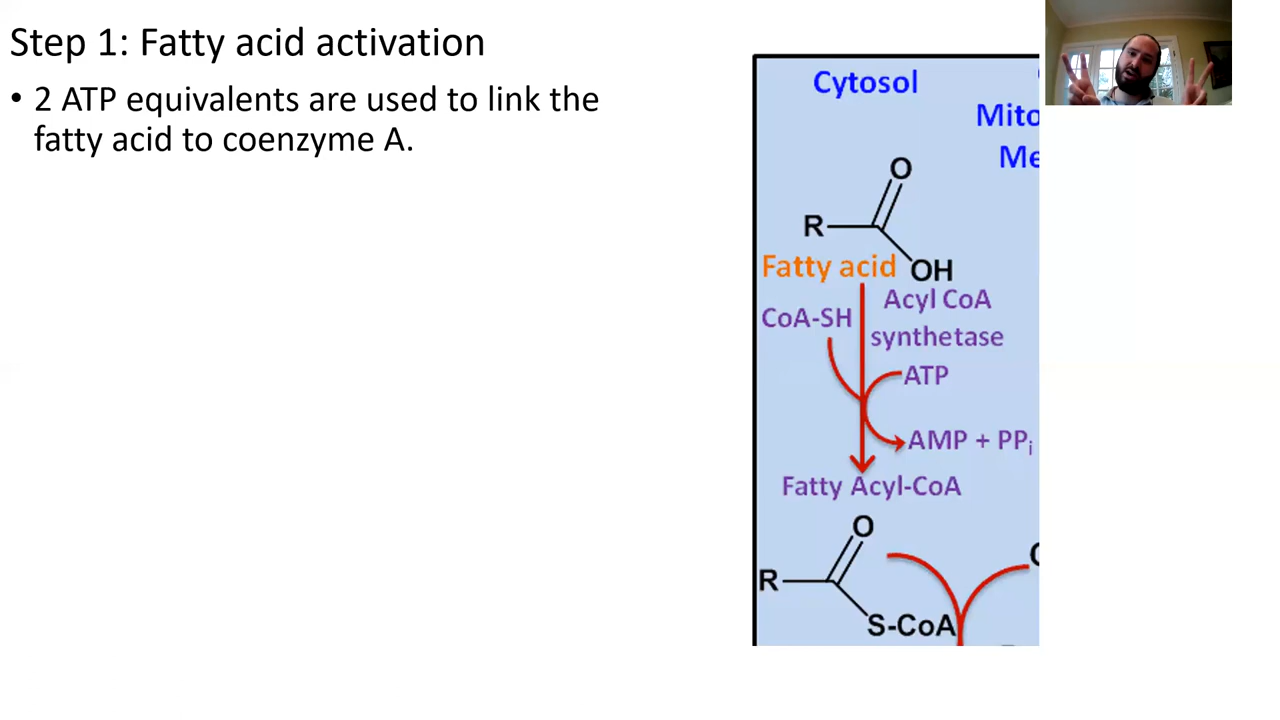 Step 1: Fatty acid activation
• 2 ATP equivalents are used to link the
fatty acid to coenzyme A.
Cytosol
Mito
Me
O
R
Fatty acid
OH
CoA-SH
Acyl CoA
synthetase
ATP
AMP + PPi
Fatty Acyl-CoA
O
R
S-CoA